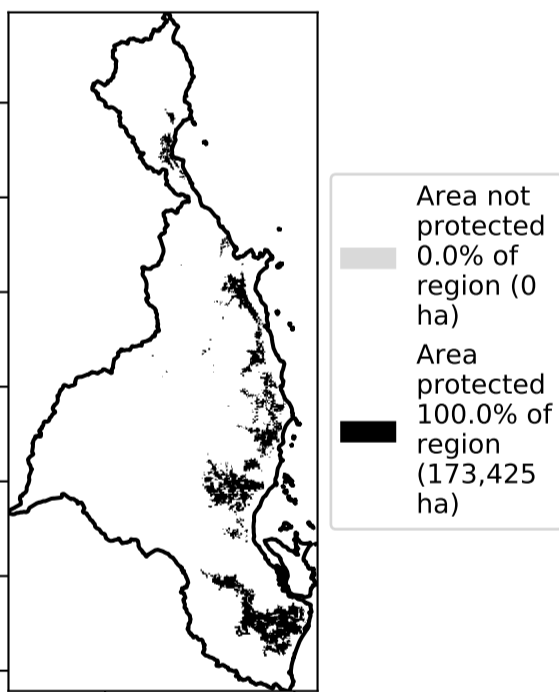 Area not
protected
0.0% of
region (0
ha)
Area
protected
100.0% of
region
(173,425
ha)